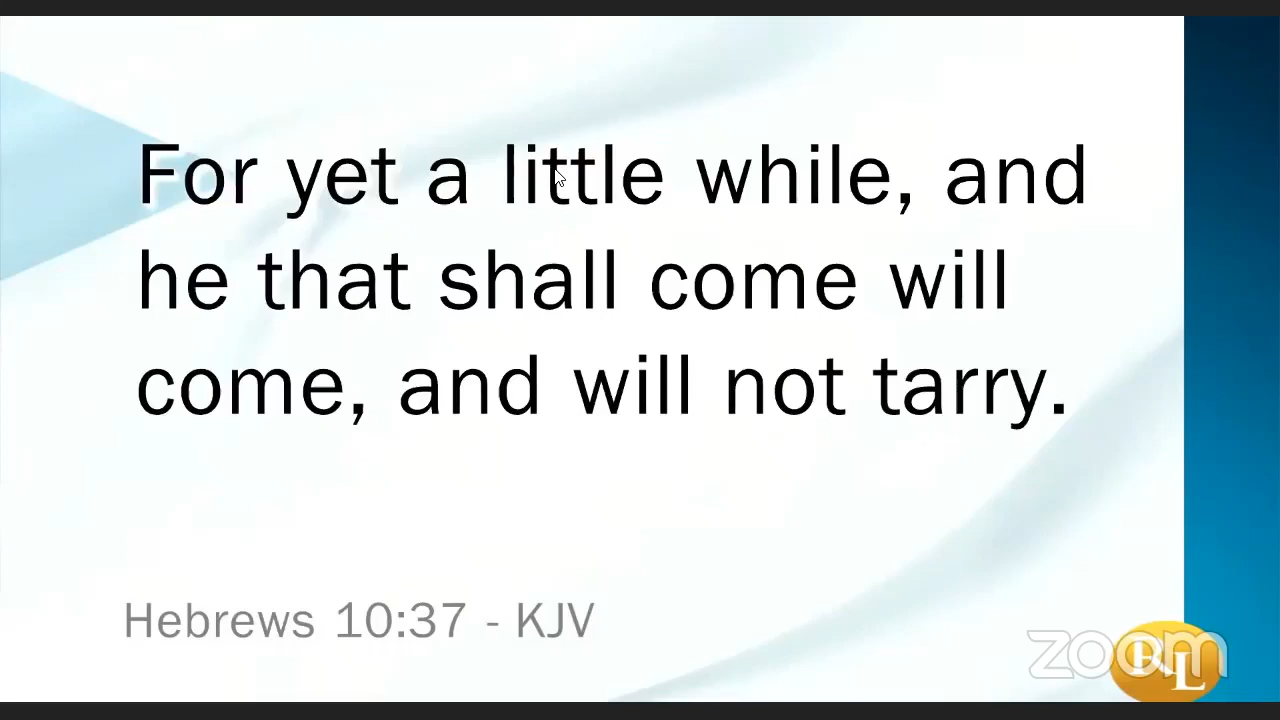 For yet a little while, and
he that shall come will
come, and will not tarry.
Hebrews 10:37 - KJV
zoom
RL